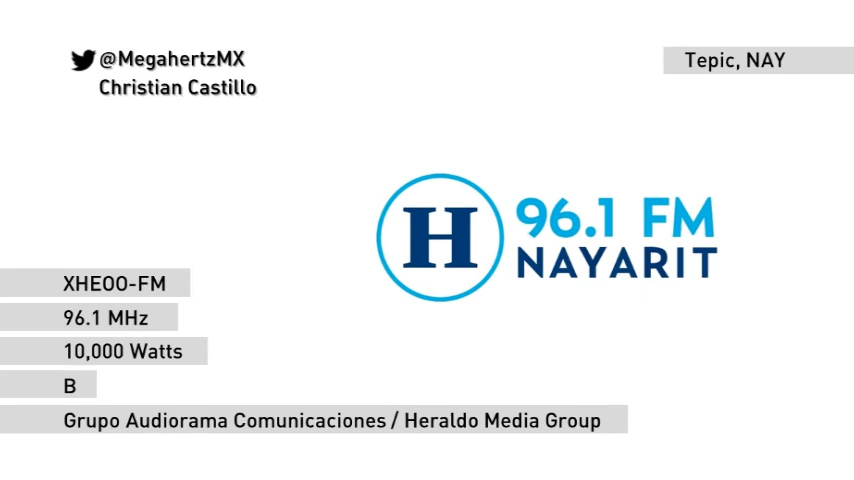 @MegahertzMX
Christian Castillo
Tepic, NAY
H
96.1 FM
NAYARIT
XHEOO-FM
96.1 MHz
10,000 Watts
B
Grupo Audiorama Comunicaciones / Heraldo Media Group